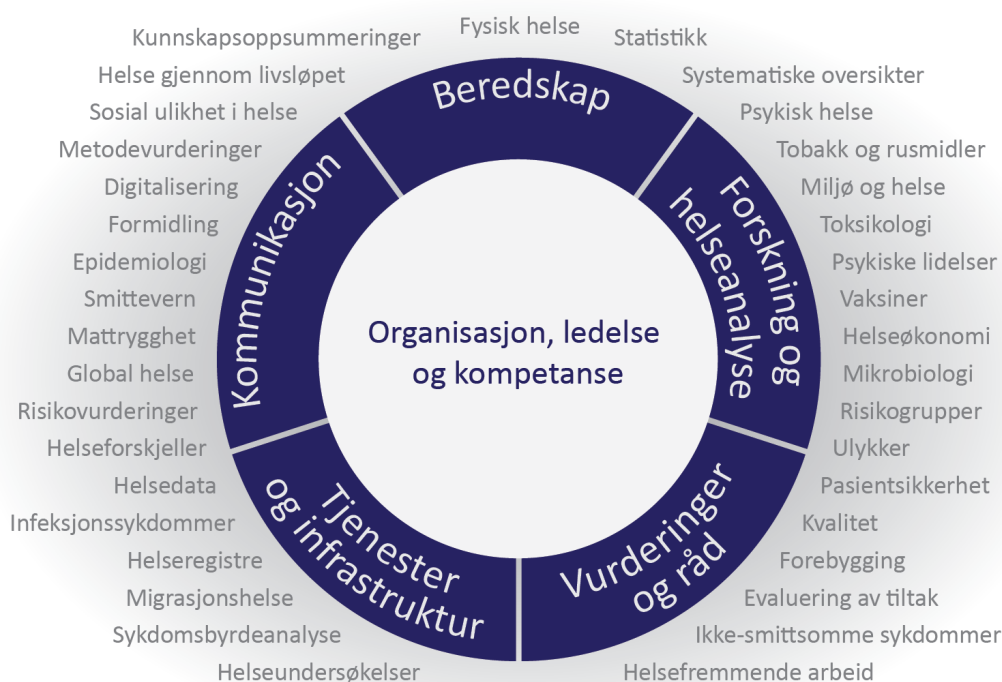 Fysisk helse
Kunnskapsoppsummeringer
Statistikk
Helse gjennom livsløpet
Systematiske oversikter
Sosial ulikhet i helse
Psykisk helse
Metodevurderinger
Tobakk og rusmidler
Digitalisering
Miljø og helse
Formidling
Toksikologi
Epidemiologi
Psykiske lidelser
Smittevern
Vaksiner
Mattrygghet
Helseøkonomi
Global helse
Mikrobiologi
Risikovurderinger
Risikogrupper
Helseforskjeller
Ulykker
Helsedata
Pasientsikkerhet
Infeksjonssykdommer
Kvalitet
Helseregistre
Forebygging
Migrasjonshelse
Evaluering av tiltak
Sykdomsbyrdeanalyse
Ikke-smittsomme sykdommer
Helseundersøkelser
Helsefremmende arbeid
Beredskap
Forskning og
helseanalyse
Vurderinger
og råd
Tjenester
og infrastruktur
Kommunikasjon
Organisasjon, ledelse
og kompetanse